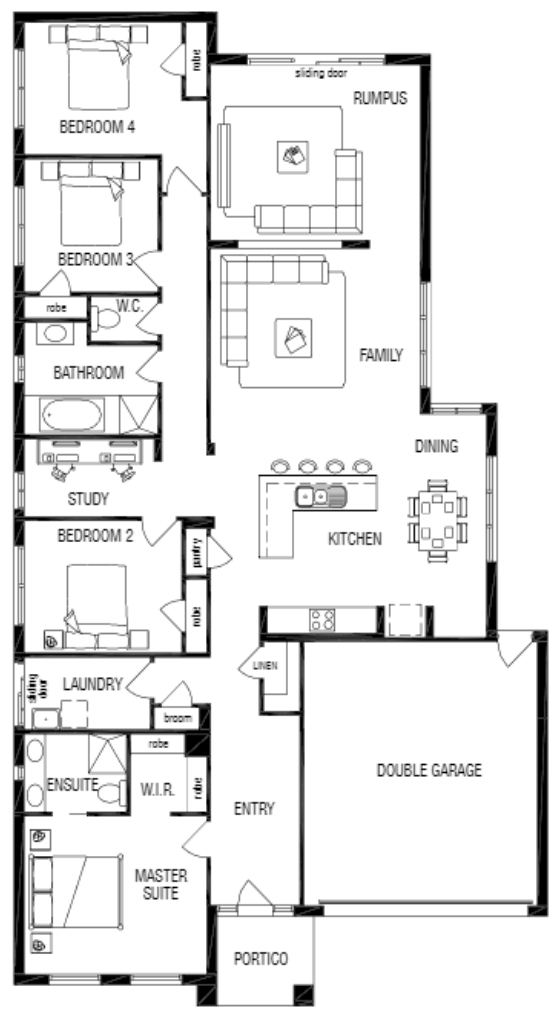 robe
sliding door
RUMPUS
BEDROOM 4
BEDROOM 3
robe
W.C.
FAMILY
BATHROOM
DINING
STUDY
BEDROOM 2
pantry
KITCHEN
robe
LINEN
LAUNDRY
sliding
door
broom
robe
ENSUITE
W.I.R.
robe
DOUBLE GARAGE
ENTRY
MASTER
SUITE
PORTICO